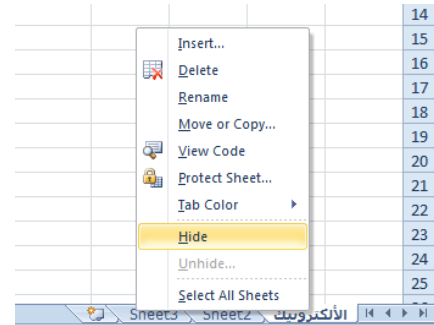 14
15
16
17
18
19
20
21
22
23
24
25
Insert...
Delete
Rename
Move or Copy...
View Code
Protect Sheet...
Tab Color
Hide
Unhide...
Select All Sheets
الألكترونيك Sheet2 Sheet3